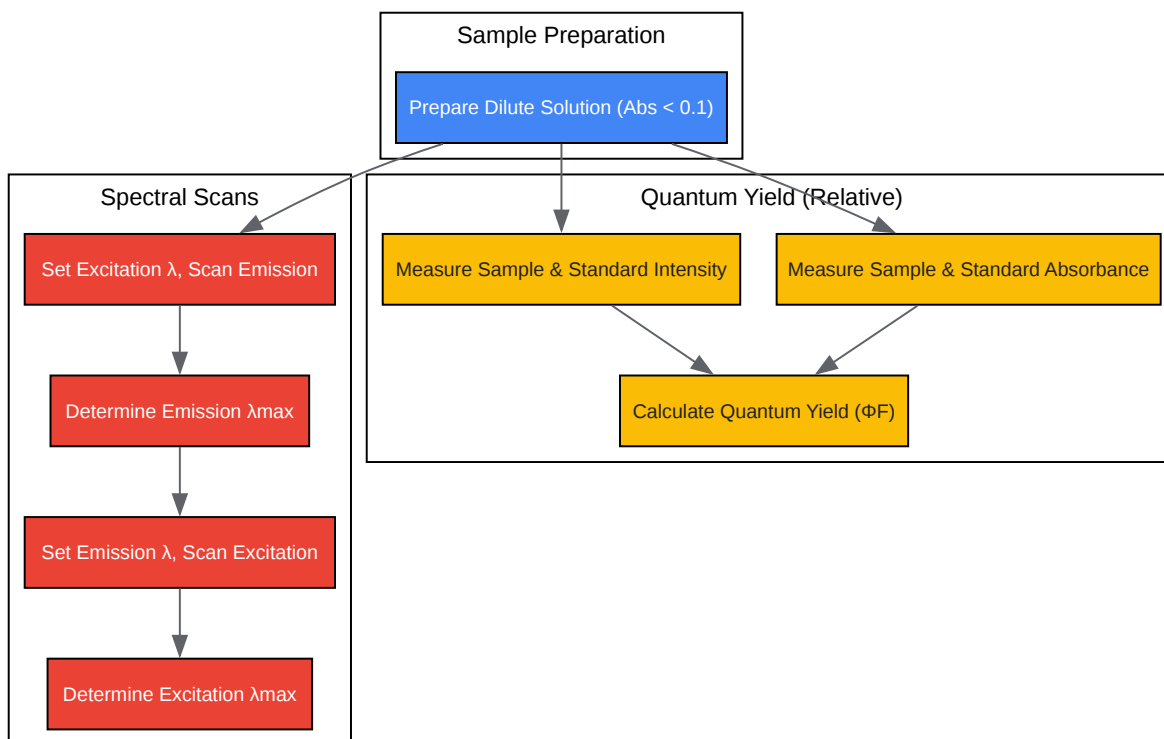 Sample Preparation
Prepare Dilute Solution (Abs < 0.1)
Spectral Scans
Set Excitation λ, Scan Emission
Determine Emission λmax
Set Emission λ, Scan Excitation
Determine Excitation λmax
Quantum Yield (Relative)
Measure Sample & Standard Intensity
Measure Sample & Standard Absorbance
Calculate Quantum Yield (ΦF)